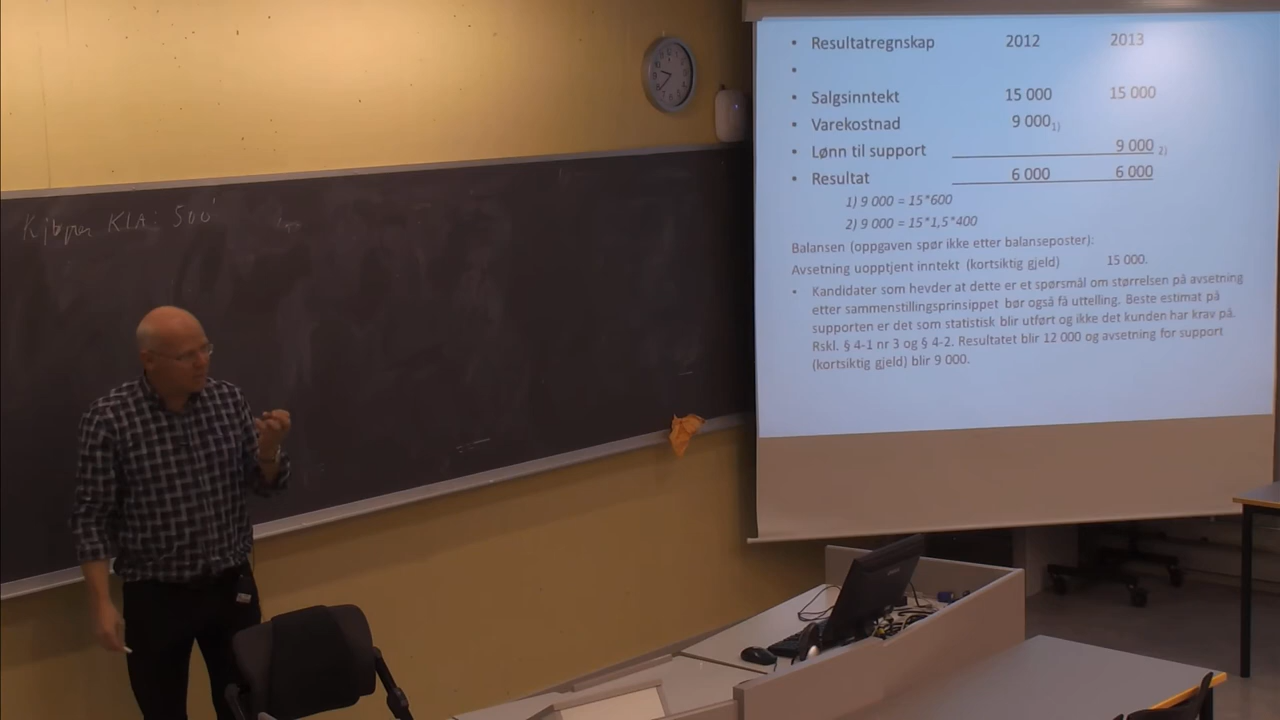 Kjøper KLA: 500'
• Resultatregnskap 2012 2013
•
• Salgsinntekt 15 000 15 000
• Varekostnad 9 000 1)
• Lønn til support 9 000 2)
• Resultat 6 000 6 000
1) 9 000 = 15*600
2) 9 000 = 15*1,5*400
Balansen (oppgaven spør ikke etter balanseposter):
Avsetning uopptjent inntekt (kortsiktig gjeld) 15 000.
• Kandidater som hevder at dette er et spørsmål om størrelsen på avsetning
etter sammenstillingsprinsippet bør også få uttelling. Beste estimat på
supporten er det som statistisk blir utført og ikke det kunden har krav på.
Rskl. § 4-1 nr 3 og § 4-2. Resultatet blir 12 000 og avsetning for support
(kortsiktig gjeld) blir 9 000.